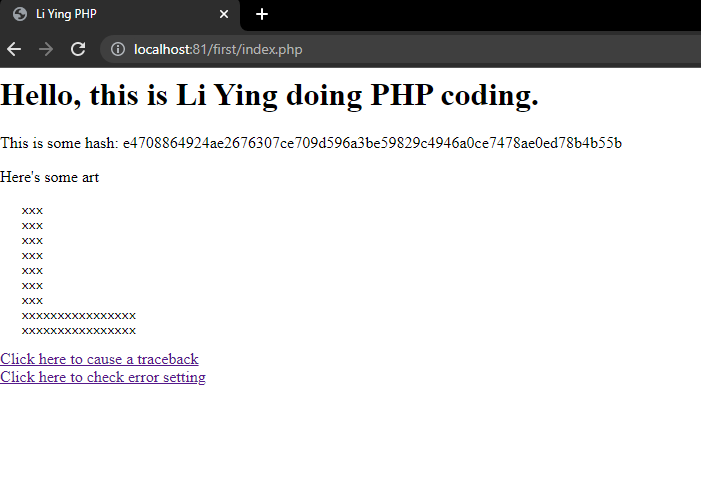 Li Ying PHP
localhost:81/first/index.php
Hello, this is Li Ying doing PHP coding.
This is some hash: e4708864924ae2676307ce709d596a3be59829c4946a0ce7478ae0ed78b4b55b
Here's some art
xxx
xxx
xxx
xxx
xxx
xxx
xxx
xxxxxxxxxxxxxxxx
xxxxxxxxxxxxxxxx
Click here to cause a traceback
Click here to check error setting